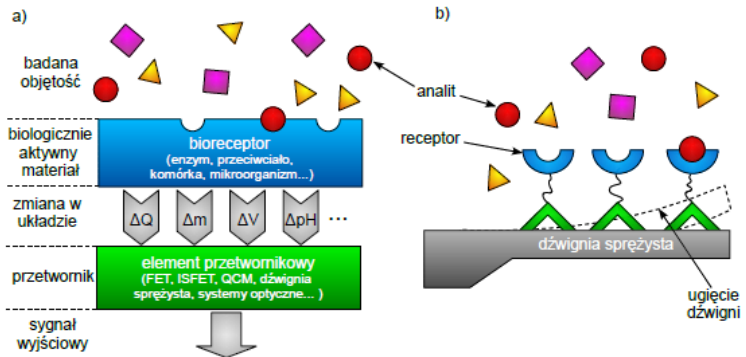 a)
badana
objętość
biologicznie
aktywny
materiał
bioreceptor
(enzym, przeciwciało,
komórka, mikroorganizm...)
zmiana w
układzie
ΔQ
Δm
ΔV
ΔpH
...
przetwornik
element przetwornikowy
(FET, ISFET, QCM, dźwignia
sprężysta, systemy optyczne... )
sygnał
wyjściowy
b)
analit
receptor
dźwignia sprężysta
ugięcie
dźwigni